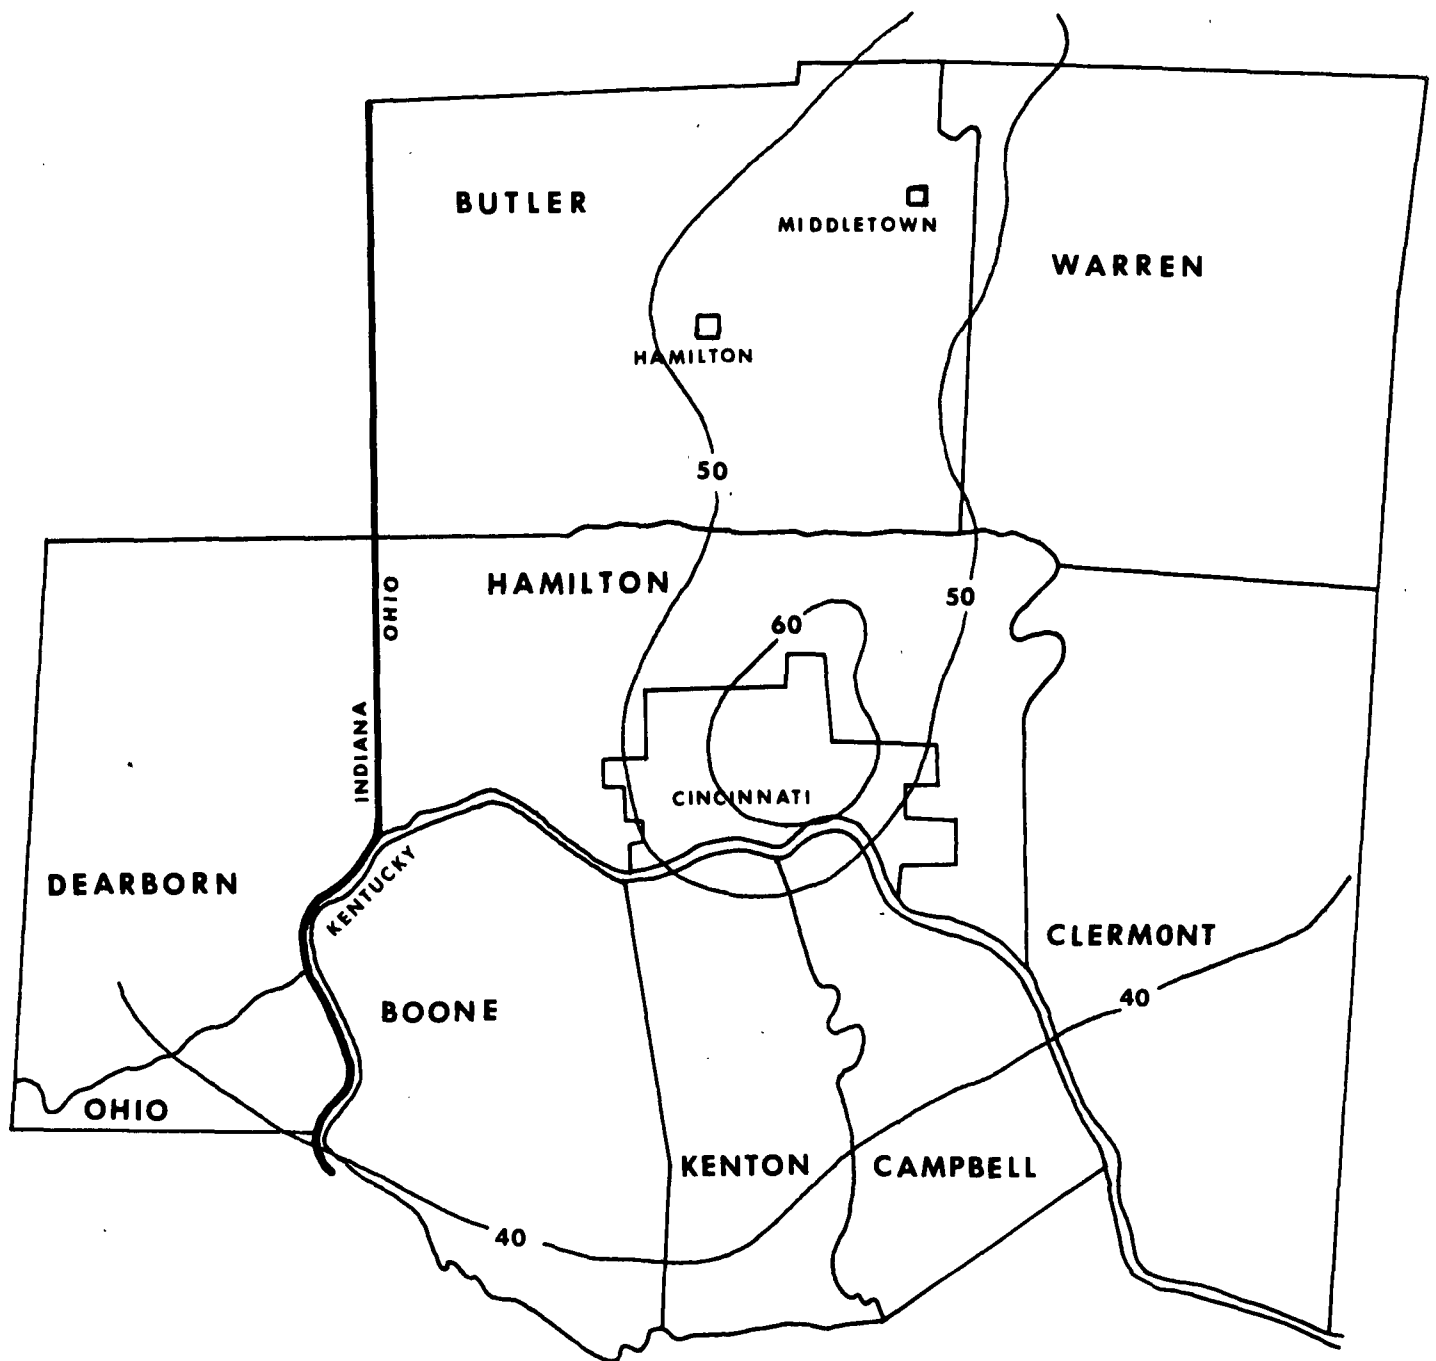 BUTLER
MIDDLETOWN
WARREN
HAMILTON
50
HAMILTON
OHIO
50
60
INDIANA
CINCINNATI
KENTUCKY
DEARBORN
CLERMONT
40
BOONE
OHIO
KENTON
CAMPBELL
40